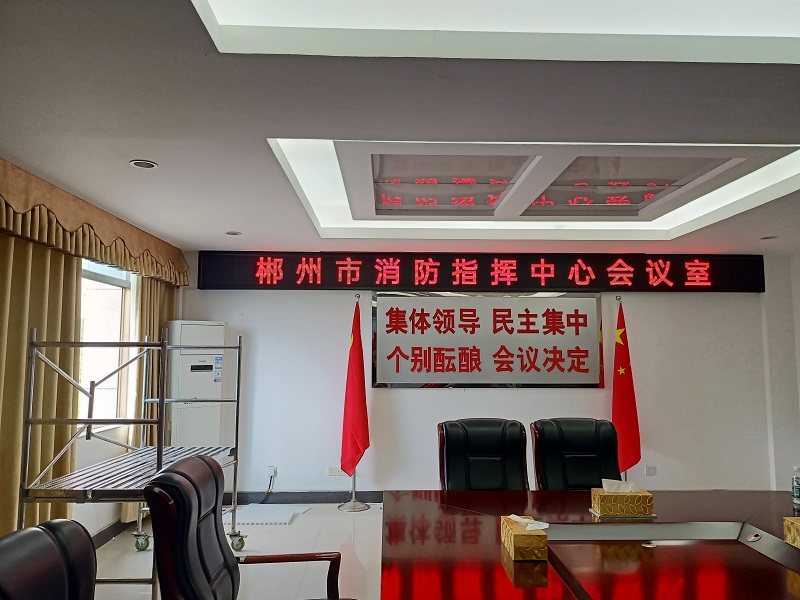 郴州市消防指挥中心会议室
集体领导 民主集中
个别酝酿 会议决定